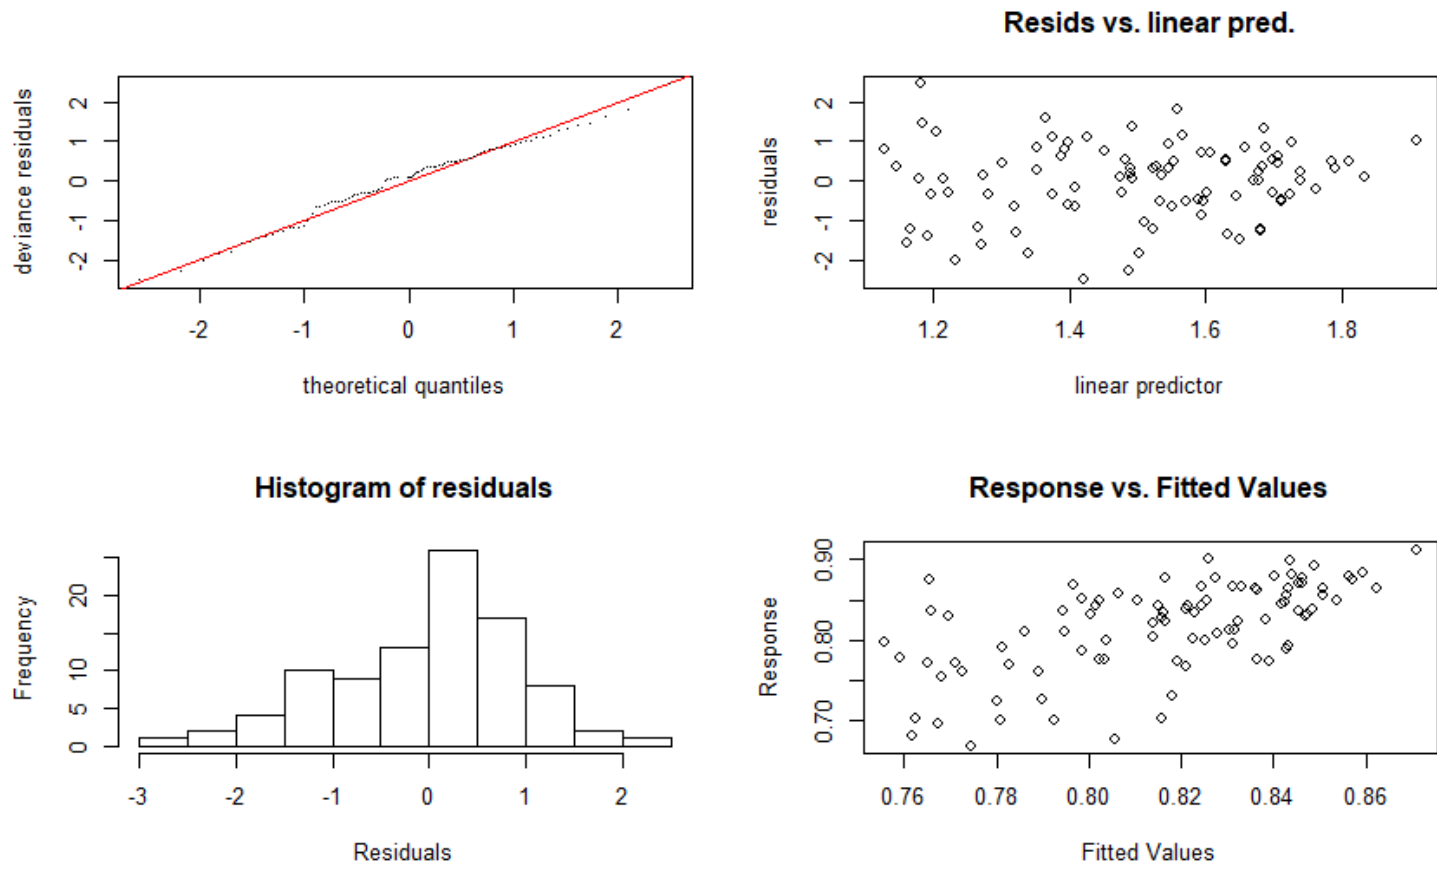 deviance residuals
2
1
0
-1
-2
-2 -1 0 1 2
theoretical quantiles
Resids vs. linear pred.
residuals
2
1
0
-1
-2
1.2 1.4 1.6 1.8
linear predictor
Histogram of residuals
Frequency
20
10
5
0
-3 -2 -1 0 1 2
Residuals
Response vs. Fitted Values
Response
0.90
0.80
0.70
0.76 0.78 0.80 0.82 0.84 0.86
Fitted Values